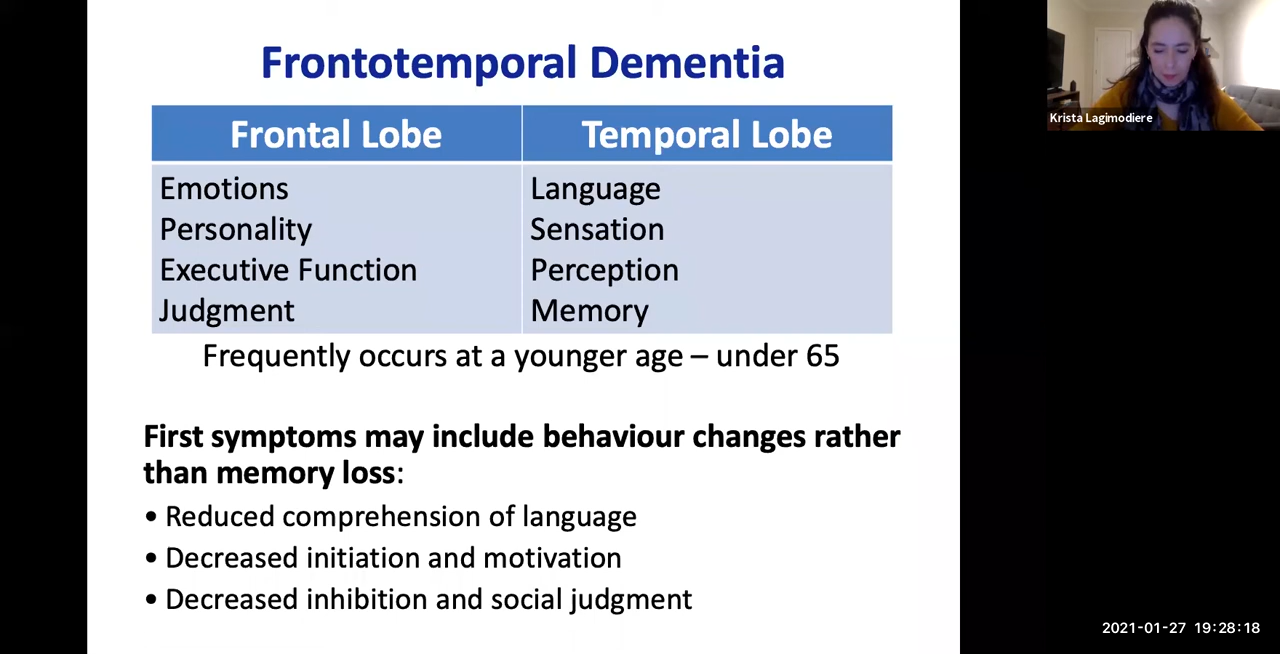 Frontotemporal Dementia
Frontal Lobe
Temporal Lobe
Emotions
Personality
Executive Function
Judgment
Language
Sensation
Perception
Memory
Frequently occurs at a younger age – under 65
First symptoms may include behaviour changes rather
than memory loss:
• Reduced comprehension of language
• Decreased initiation and motivation
• Decreased inhibition and social judgment
Krista Lagimodiere
2021-01-27 19:28:18